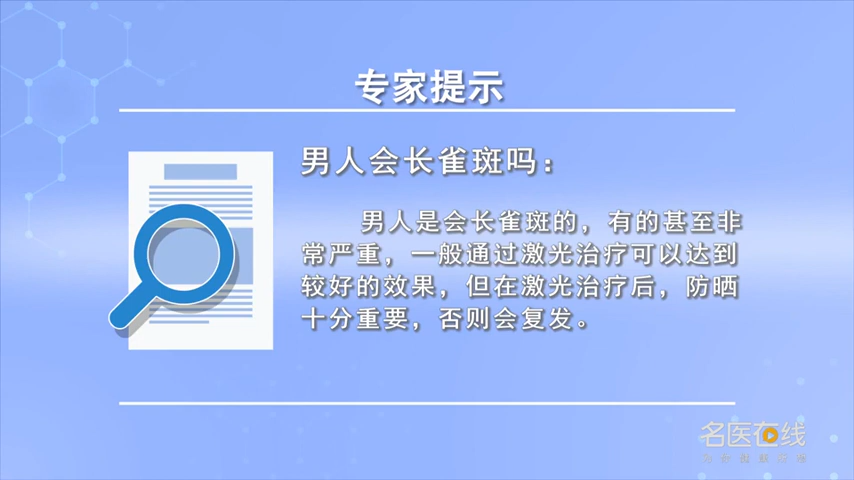 专家提示
男人会长雀斑吗：
男人是会长雀斑的，有的甚至非
常严重，一般通过激光治疗可以达到
较好的效果，但在激光治疗后，防晒
十分重要，否则会复发。
名医在线